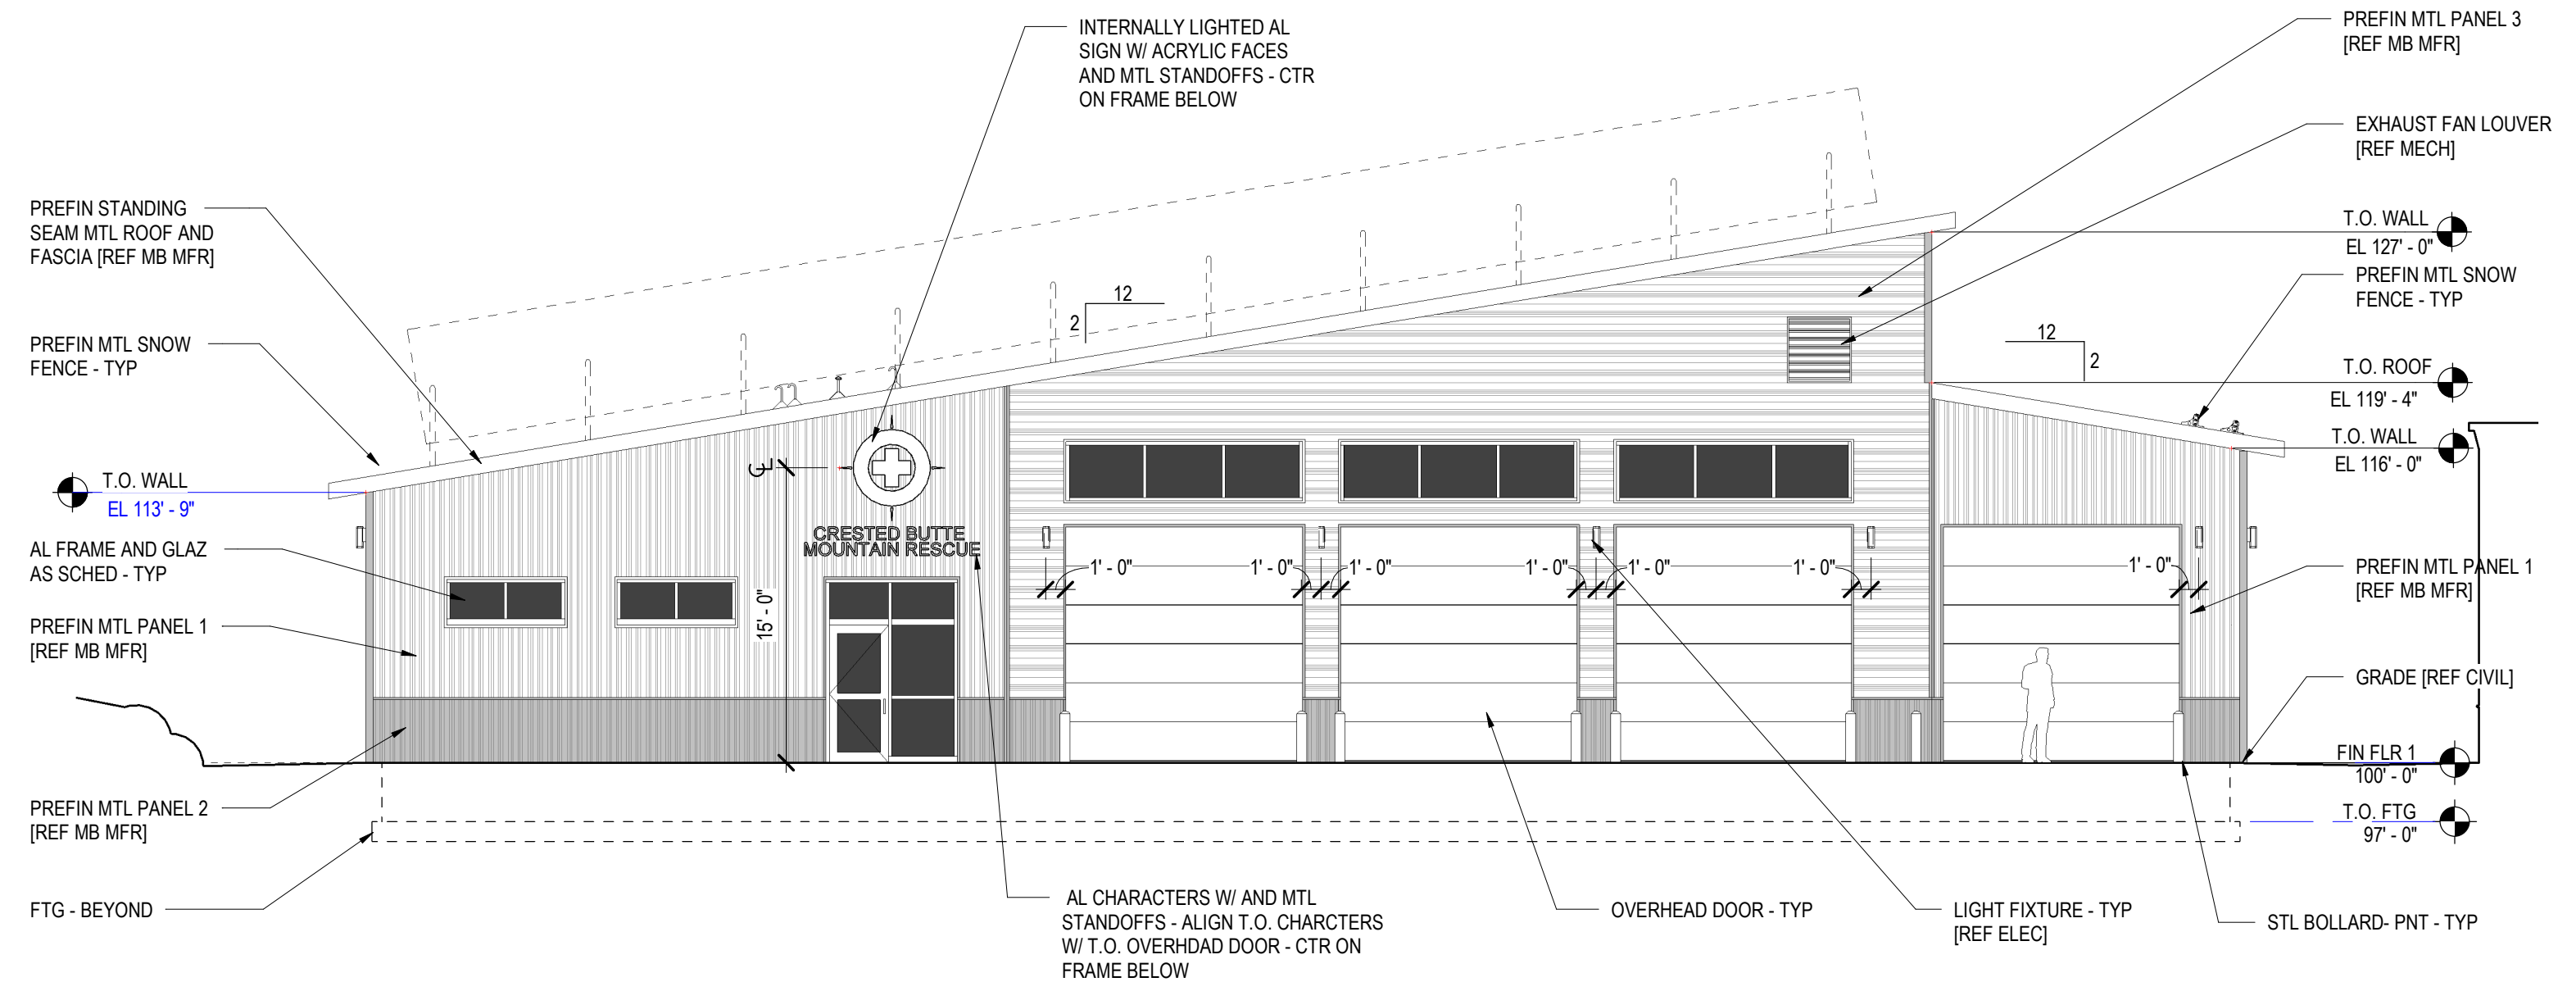 INTERNALLY LIGHTED AL
SIGN W/ ACRYLIC FACES
AND MTL STANDOFFS - CTR
ON FRAME BELOW
PREFIN MTL PANEL 3
[REF MB MFR]
EXHAUST FAN LOUVER
[REF MECH]
PREFIN STANDING
SEAM MTL ROOF AND
FASCIA [REF MB MFR]
T.O. WALL
EL 127' - 0"
PREFIN MTL SNOW
FENCE - TYP
12
2
12
2
PREFIN MTL SNOW
FENCE - TYP
T.O. ROOF
EL 119' - 4"
T.O. WALL
EL 116' - 0"
T.O. WALL
EL 113' - 9"
CL
CRESTED BUTTE
MOUNTAIN RESCUE
AL FRAME AND GLAZ
AS SCHED - TYP
1' - 0"
1' - 0"
1' - 0"
1' - 0"
1' - 0"
1' - 0"
1' - 0"
PREFIN MTL PANEL 1
[REF MB MFR]
15' - 0"
PREFIN MTL PANEL 1
[REF MB MFR]
GRADE [REF CIVIL]
FIN FLR 1
100' - 0"
PREFIN MTL PANEL 2
[REF MB MFR]
T.O. FTG
97' - 0"
FTG - BEYOND
AL CHARACTERS W/ AND MTL
STANDOFFS - ALIGN T.O. CHARCTERS
W/ T.O. OVERHDAD DOOR - CTR ON
FRAME BELOW
OVERHEAD DOOR - TYP
LIGHT FIXTURE - TYP
[REF ELEC]
STL BOLLARD- PNT - TYP